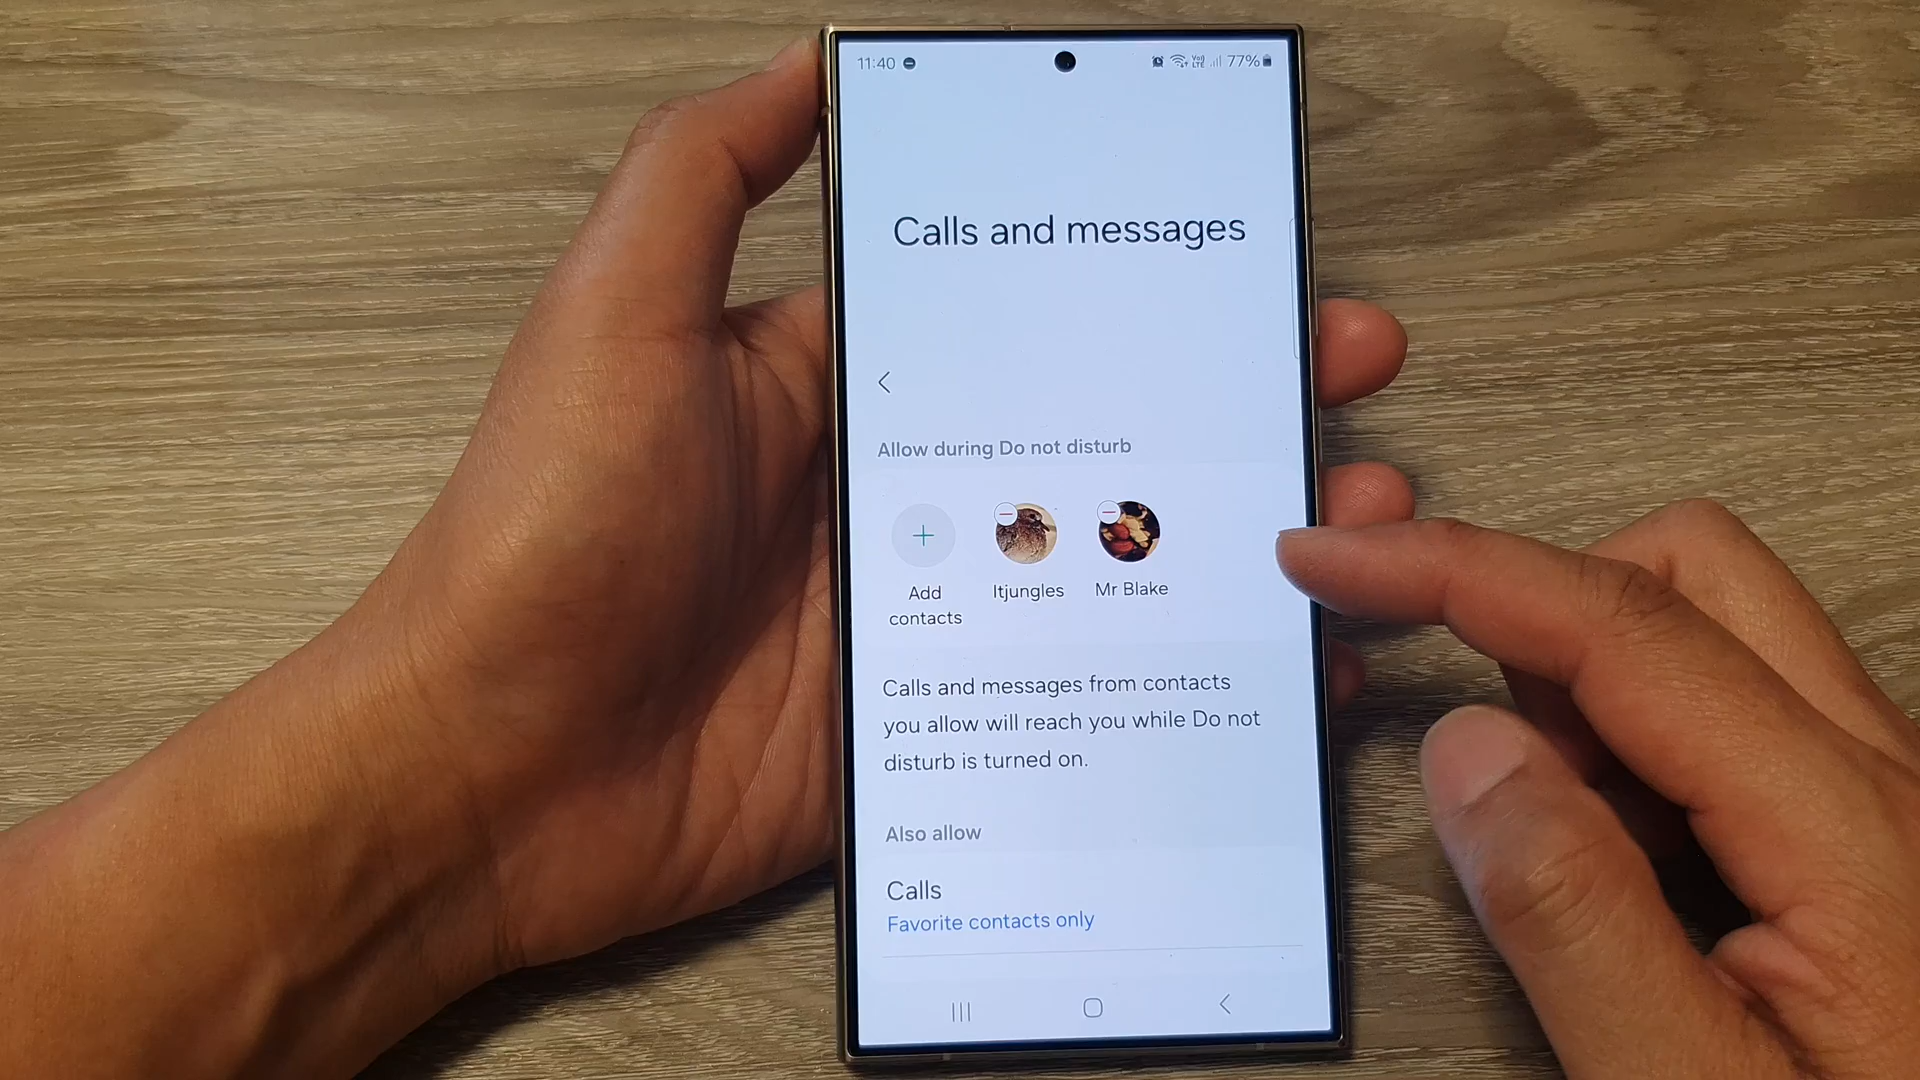 11:40
VoLTE 77%
Calls and messages
Allow during Do not disturb
Add contacts
Itjungles
Mr Blake
Calls and messages from contacts
you allow will reach you while Do not
disturb is turned on.
Also allow
Calls
Favorite contacts only